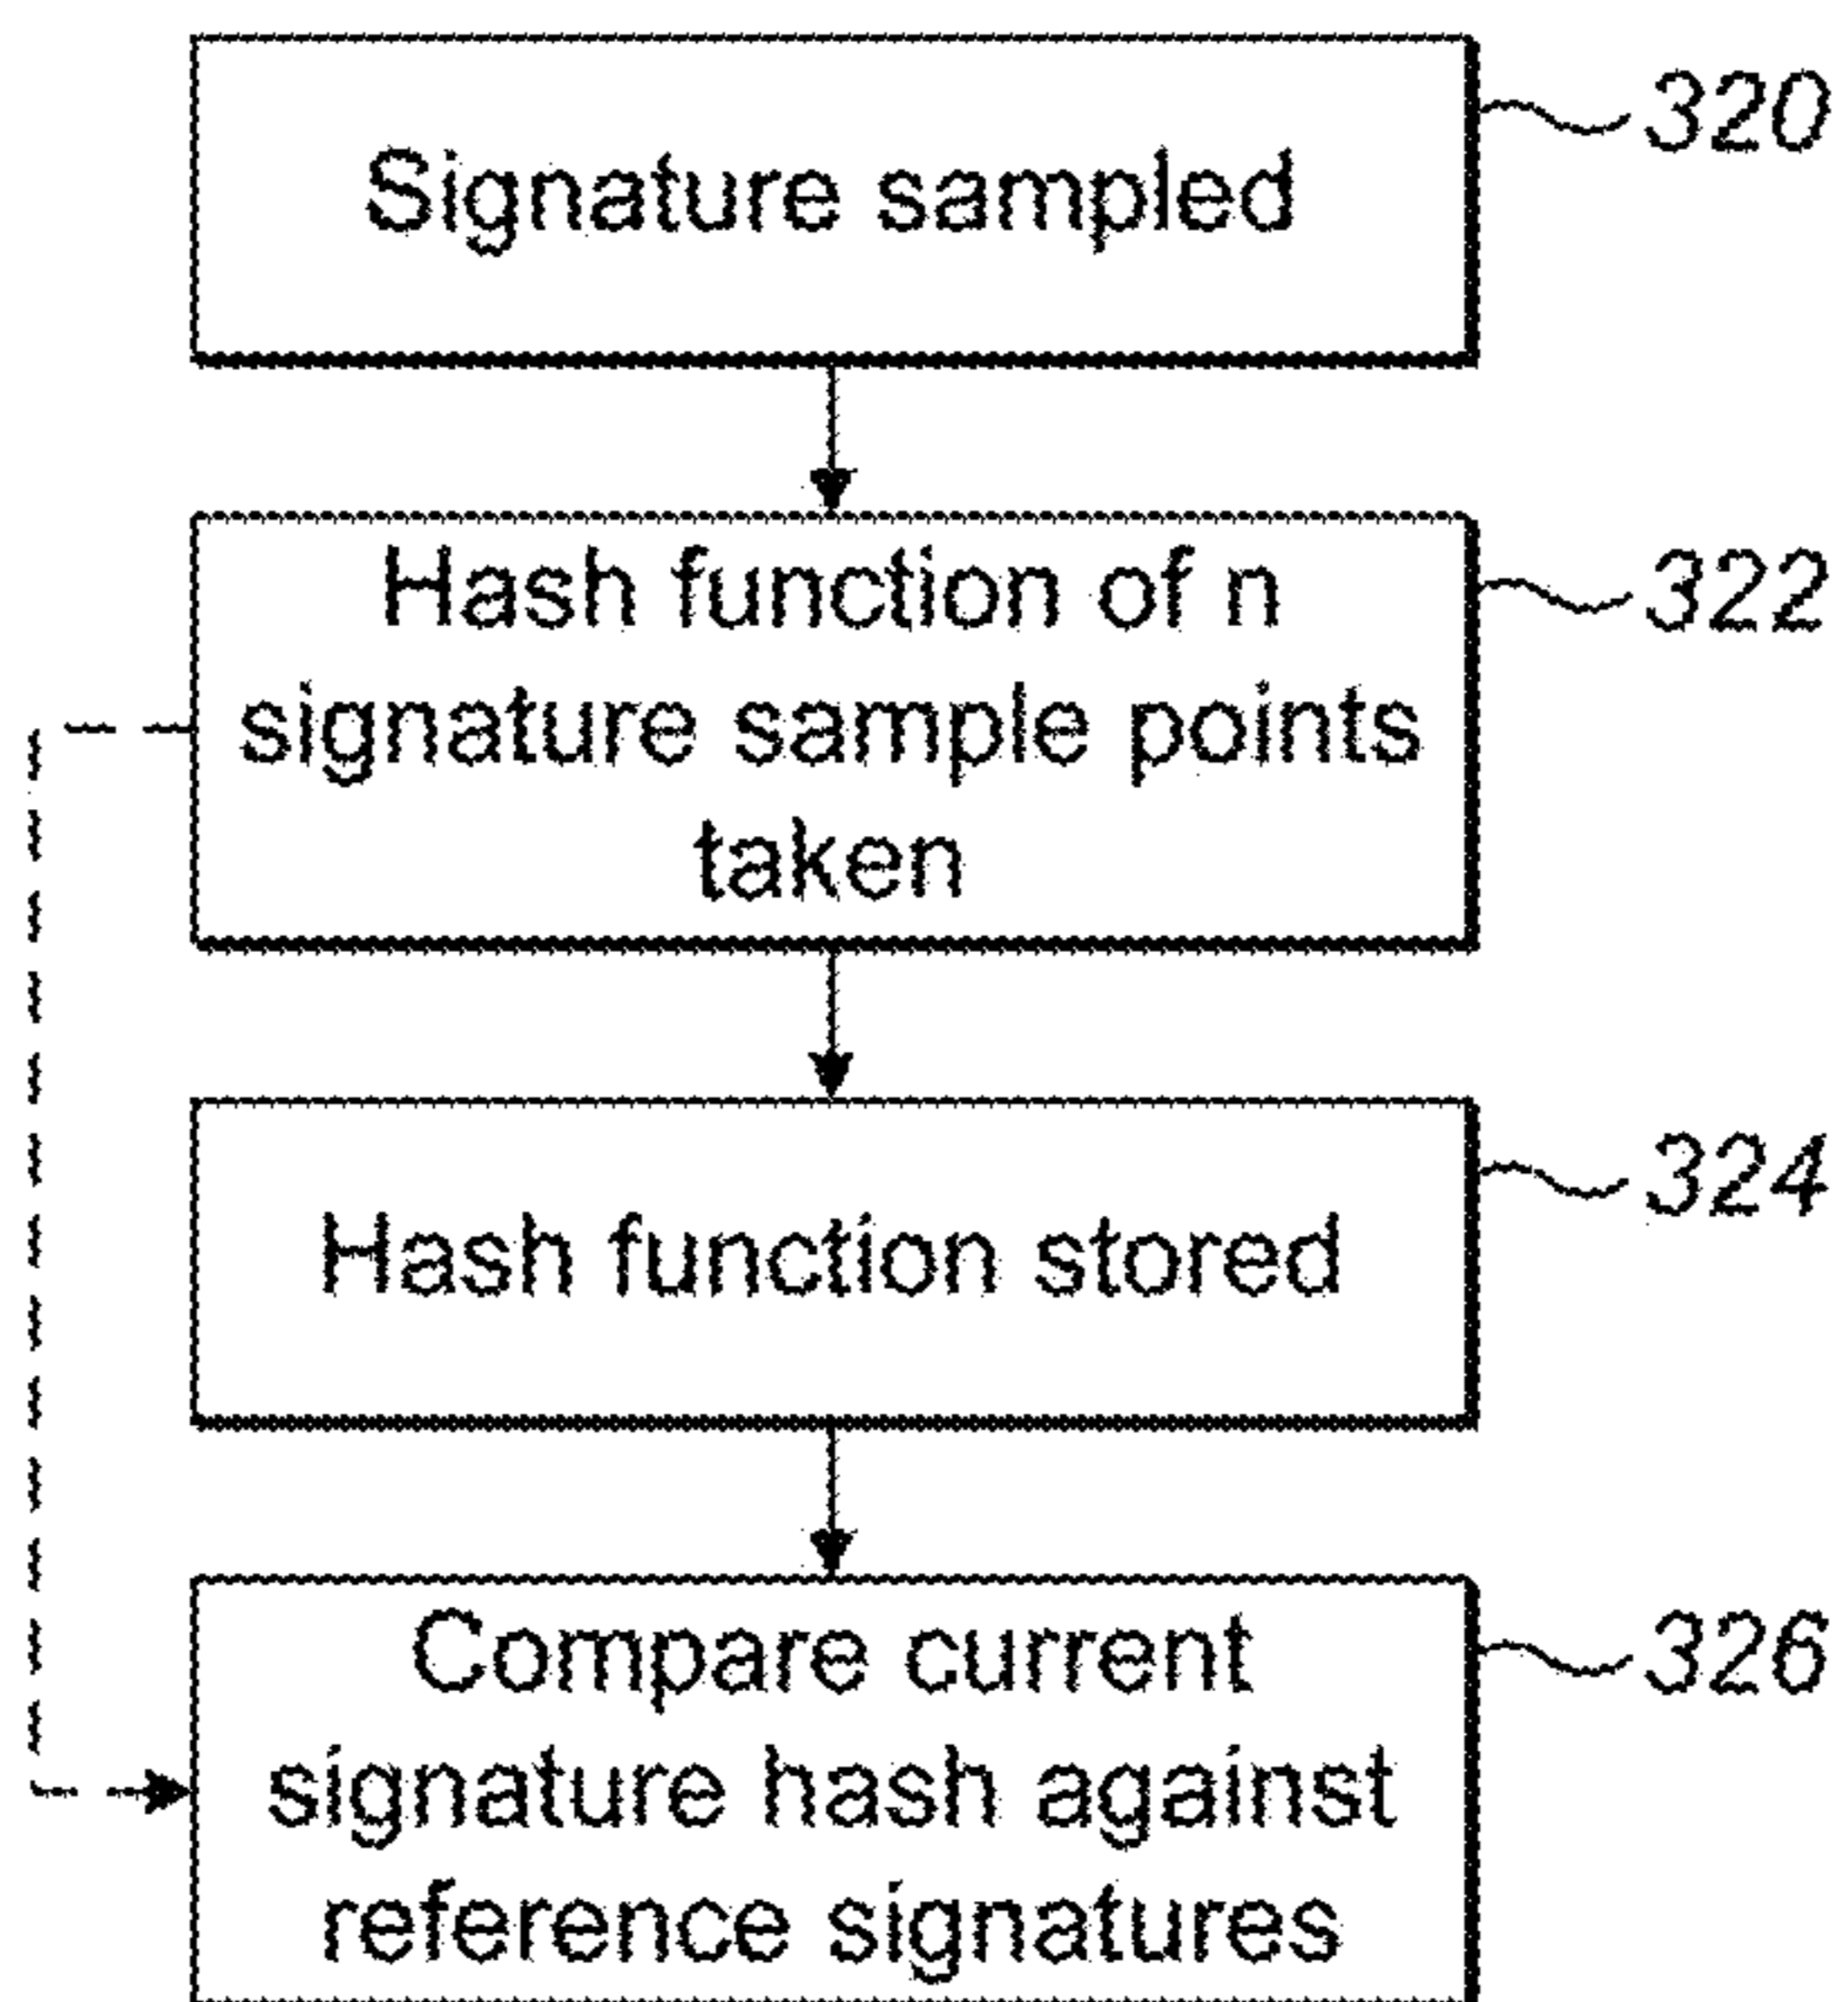 Signature sampled
320
Hash function of n
signature sample points
taken
322
Hash function stored
324
Compare current
signature hash against
reference signatures
326